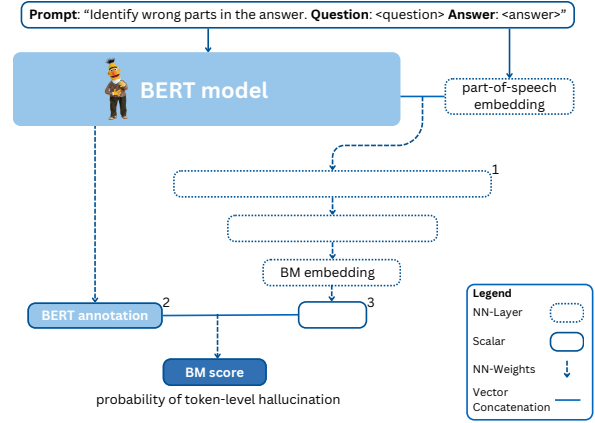 Prompt: “Identify wrong parts in the answer. Question: <question> Answer: <answer>”
BERT model
part-of-speech
embedding
1
BM embedding
BERT annotation
2
3
BM score
probability of token-level hallucination
Legend
NN-Layer
Scalar
NN-Weights
Vector
Concatenation